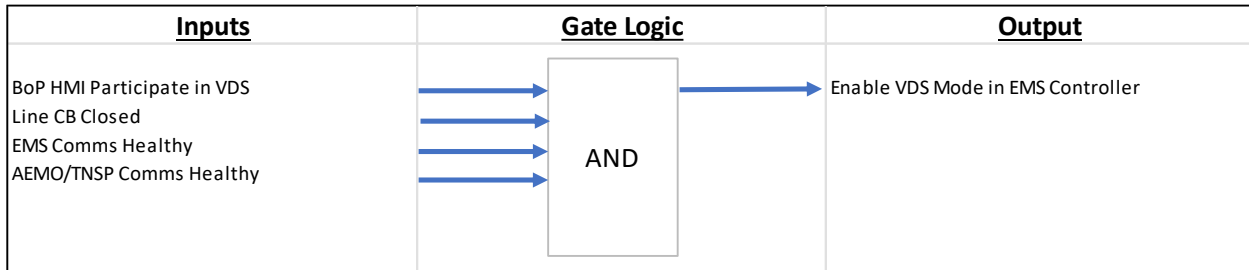 Inputs
Gate Logic
Output
BoP HMI Participate in VDS
Line CB Closed
EMS Comms Healthy
AEMO/TNSP Comms Healthy
AND
Enable VDS Mode in EMS Controller